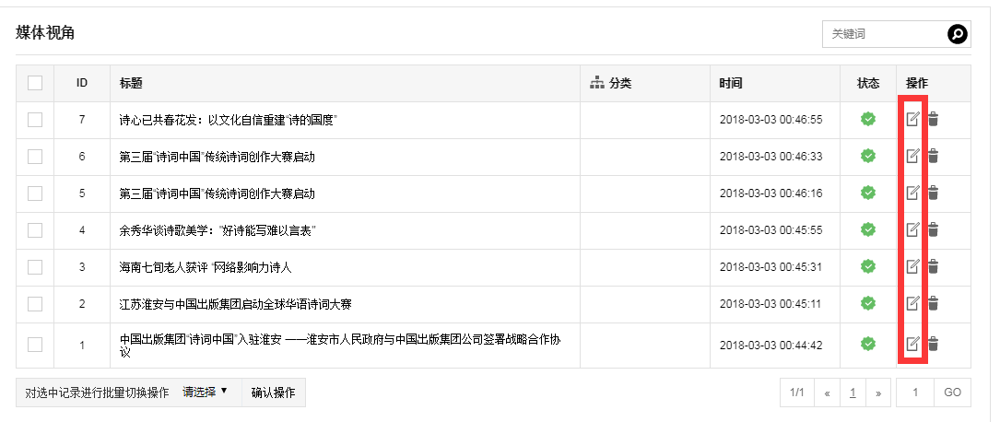 媒体视角
关键词
ID 标题 分类 时间 状态 操作
7 诗心已共春花发：以文化自信重建“诗的国度” 2018-03-03 00:46:55
6 第三届“诗词中国”传统诗词创作大赛启动 2018-03-03 00:46:33
5 第三届“诗词中国”传统诗词创作大赛启动 2018-03-03 00:46:16
4 余秀华谈诗歌美学：“好诗能写难以言表” 2018-03-03 00:45:55
3 海南七旬老人获评 “网络影响力诗人 2018-03-03 00:45:31
2 江苏淮安与中国出版集团启动全球华语诗词大赛 2018-03-03 00:45:11
1 中国出版集团“诗词中国”入驻淮安 ——淮安市人民政府与中国出版集团公司签署战略合作协 2018-03-03 00:44:42
议
对选中记录进行批量切换操作 请选择 ▼ 确认操作 1/1 « 1 » 1 GO